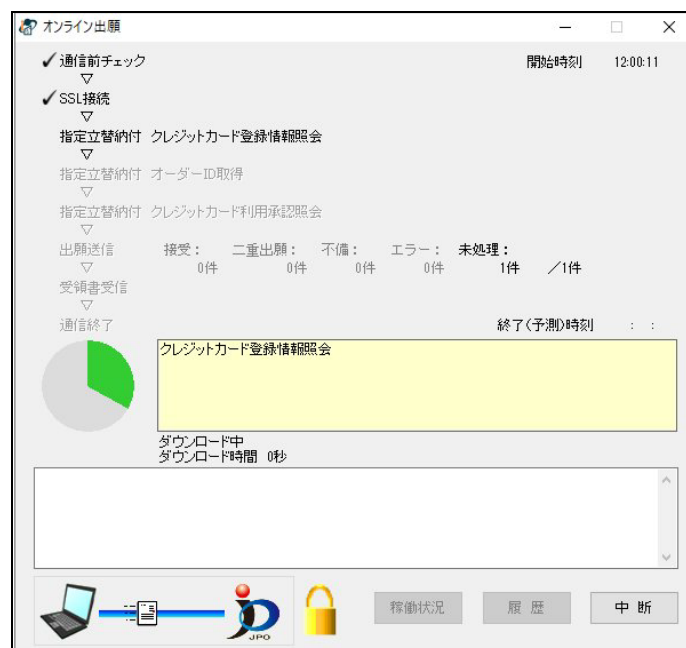 オンライン出願
✓通信前チェック 開始時刻 12:00:11
▽
✓SSL接続
▽
指定立替納付 クレジットカード登録情報照会
▽
指定立替納付 オーダーID取得
▽
指定立替納付 クレジットカード利用承認照会
▽
出願送信 接受： 二重出願： 不備： エラー： 未処理：
▽ 0件 0件 0件 0件 1件 ／1件
受領書受信
▽
通信終了 終了(予測)時刻 : :
クレジットカード登録情報照会
ダウンロード中
ダウンロード時間 0秒
JPO
稼働状況 履歴 中断